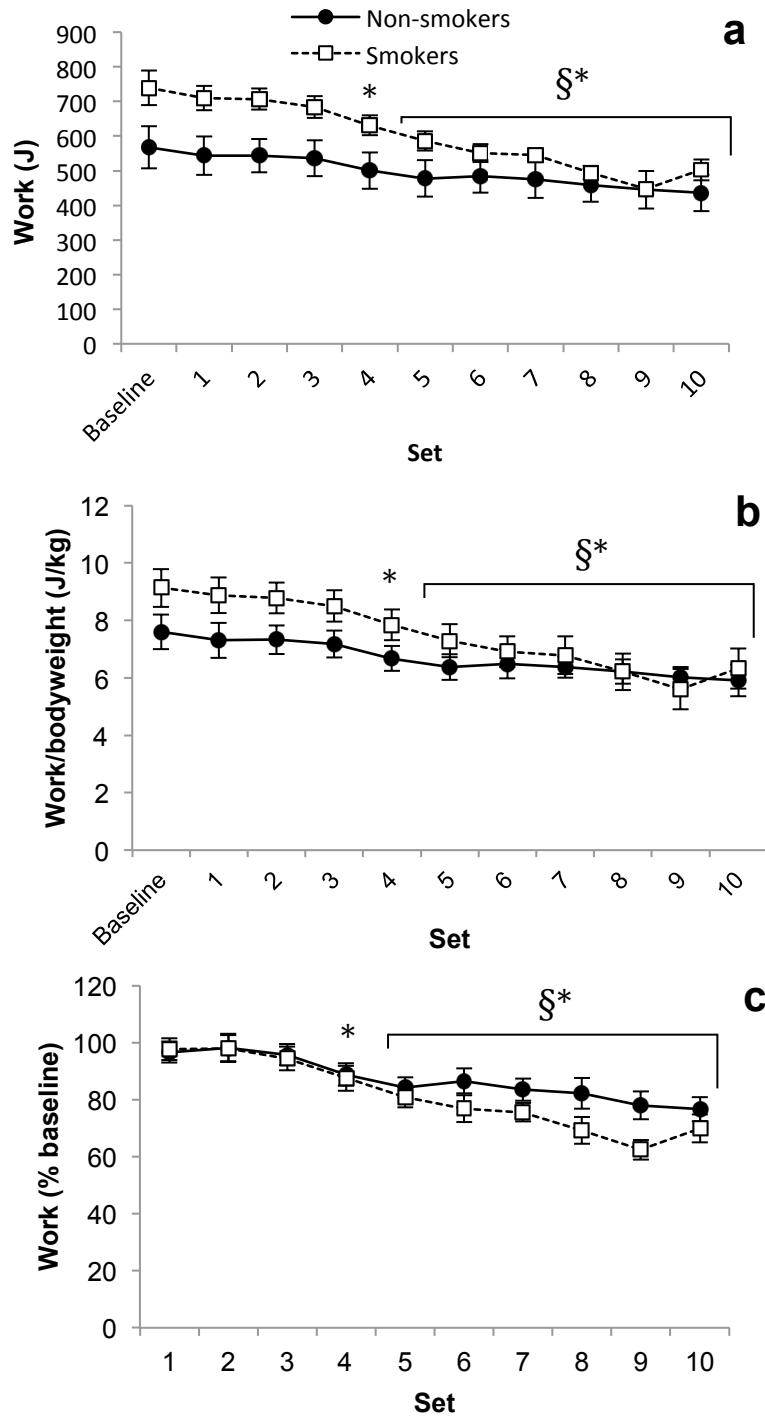 Non-smokers
Smokers
a
900
800
700
600
500
400
300
200
100
0
Work (J)
*
§*
Baseline 1 2 3 4 5 6 7 8 9 10
Set
b
12
10
8
6
4
2
0
Work/bodyweight (J/kg)
*
§*
Baseline 1 2 3 4 5 6 7 8 9 10
Set
c
120
100
80
60
40
20
0
Work (% baseline)
*
§*
1 2 3 4 5 6 7 8 9 10
Set